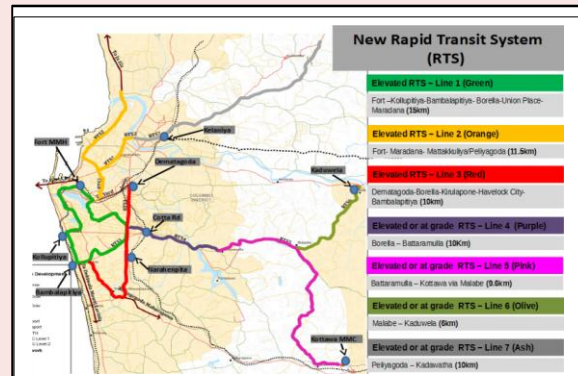 New Rapid Transit System
(RTS)
Elevated RTS – Line 1 (Green)
Fort –Kollupitiya-Bambalapitiya- Borella-Union Place-
Maradana (15km)
Elevated RTS – Line 2 (Orange)
Fort- Maradana- Mattakkuliya/Peliyagoda (11.5km)
Elevated RTS – Line 3 (Red)
Dematagoda-Borella-Kirulapone-Havelock City-
Bambalapitiya (10km)
Elevated or at grade RTS – Line 4 (Purple)
Borella – Battaramulla (10Km)
Elevated or at grade RTS – Line 5 (Pink)
Battaramulla – Kottawa via Malabe (9.6km)
Elevated or at grade RTS – Line 6 (Olive)
Malabe – Kaduwela (6km)
Elevated or at grade RTS – Line 7 (Ash)
Peliyagoda – Kadawatha (10km)
Kelaniya
Fort MMH
Dematagoda
Kaduwela
Cotta Rd
Kollupitiya
Narahenpita
Bambalapitiya
Kottawa MMC